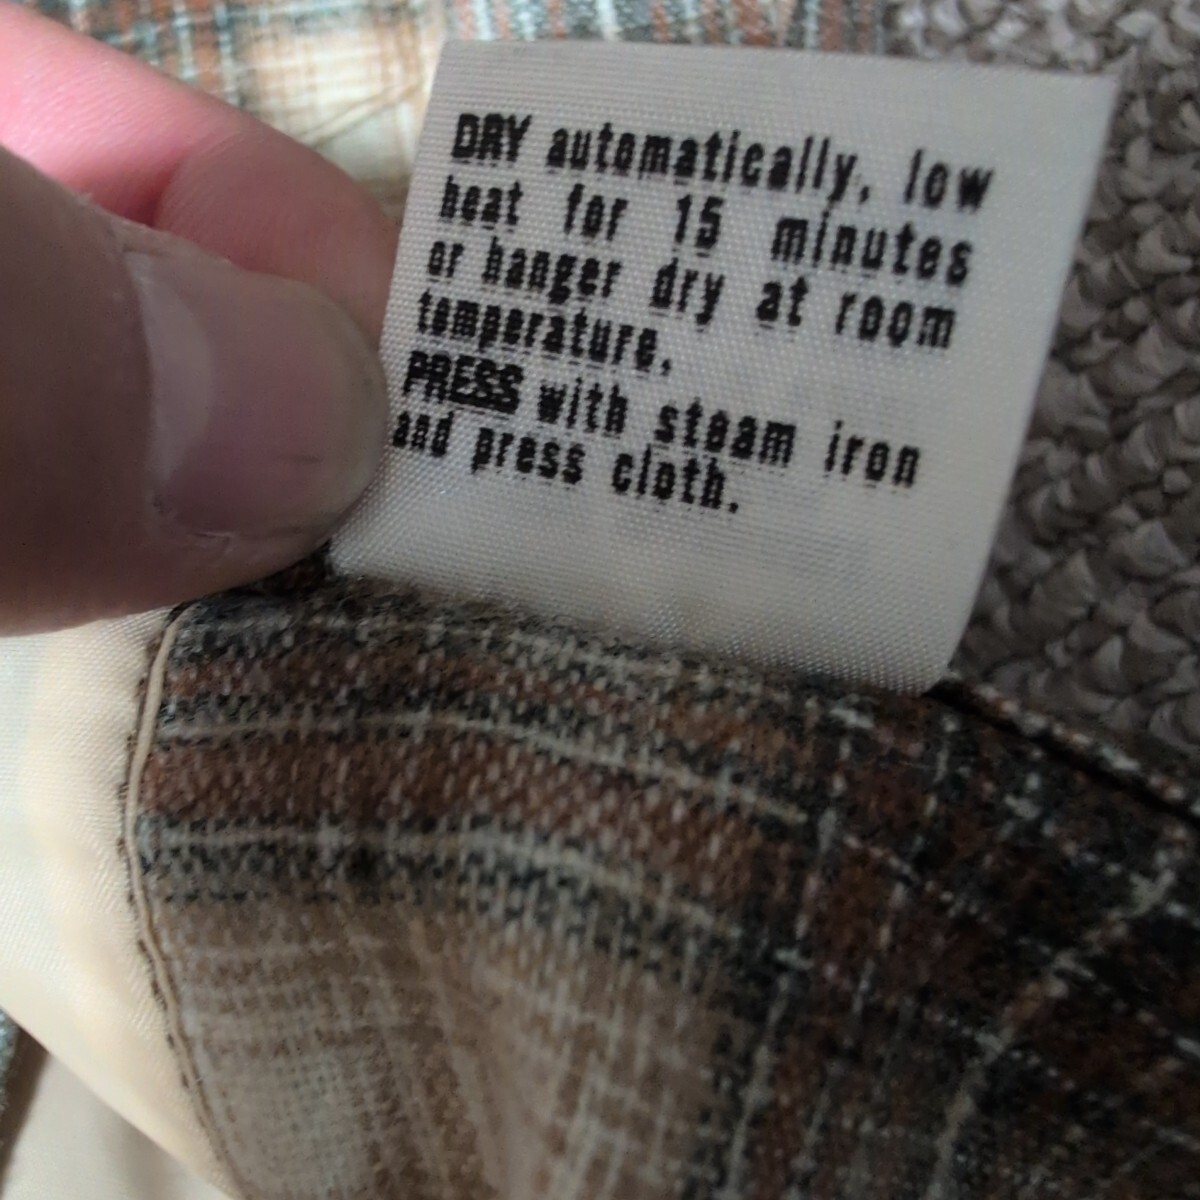 DRY automatically, low
heat for 15 minutes
or hanger dry at room
temperature.
PRESS with steam iron
and press cloth.